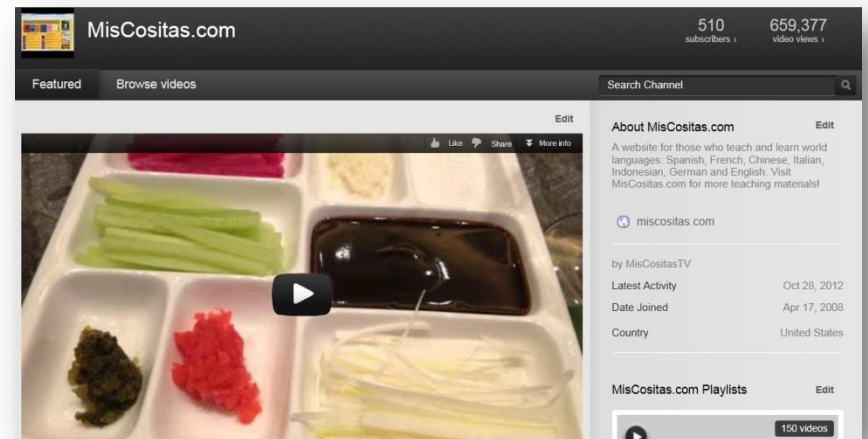 MisCositas.com
510
subscribers ›
659,377
video views ›
Featured
Browse videos
Search Channel
Edit
Like
Share
More info
About MisCositas.com
Edit
A website for those who teach and learn world
languages: Spanish, French, Chinese, Italian,
Indonesian, German and English. Visit
MisCositas.com for more teaching materials!
miscositas.com
by MisCositasTV
Latest Activity
Oct 28, 2012
Date Joined
Apr 17, 2008
Country
United States
MisCositas.com Playlists
Edit
150 videos